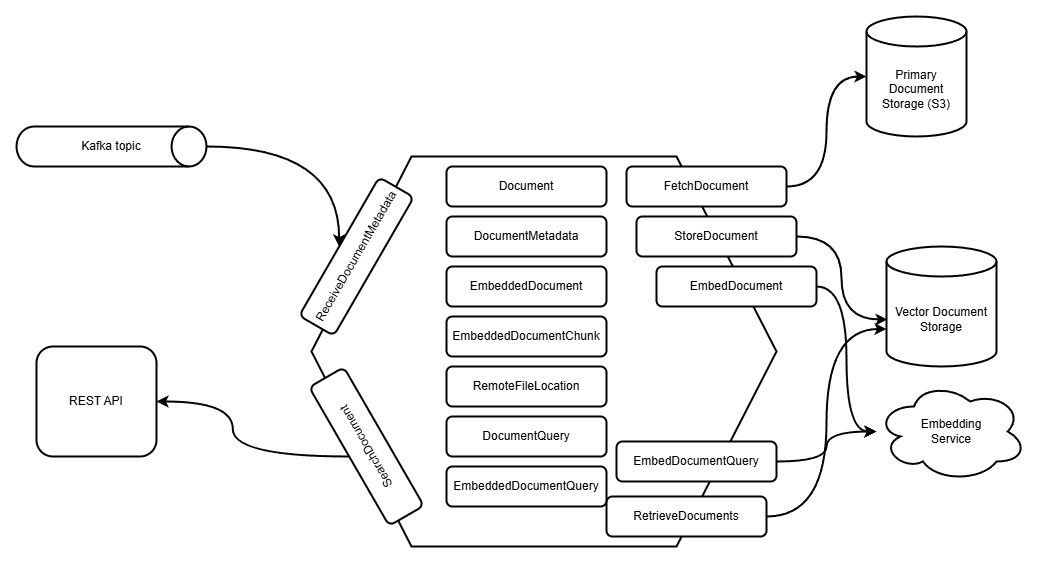 Primary
Document
Storage (S3)
Kafka topic
ReceiveDocumentMetadata
Document
FetchDocument
DocumentMetadata
StoreDocument
EmbeddedDocument
EmbedDocument
Vector Document
Storage
EmbeddedDocumentChunk
RemoteFileLocation
REST API
SearchDocument
DocumentQuery
Embedding
Service
EmbedDocumentQuery
EmbeddedDocumentQuery
RetrieveDocuments